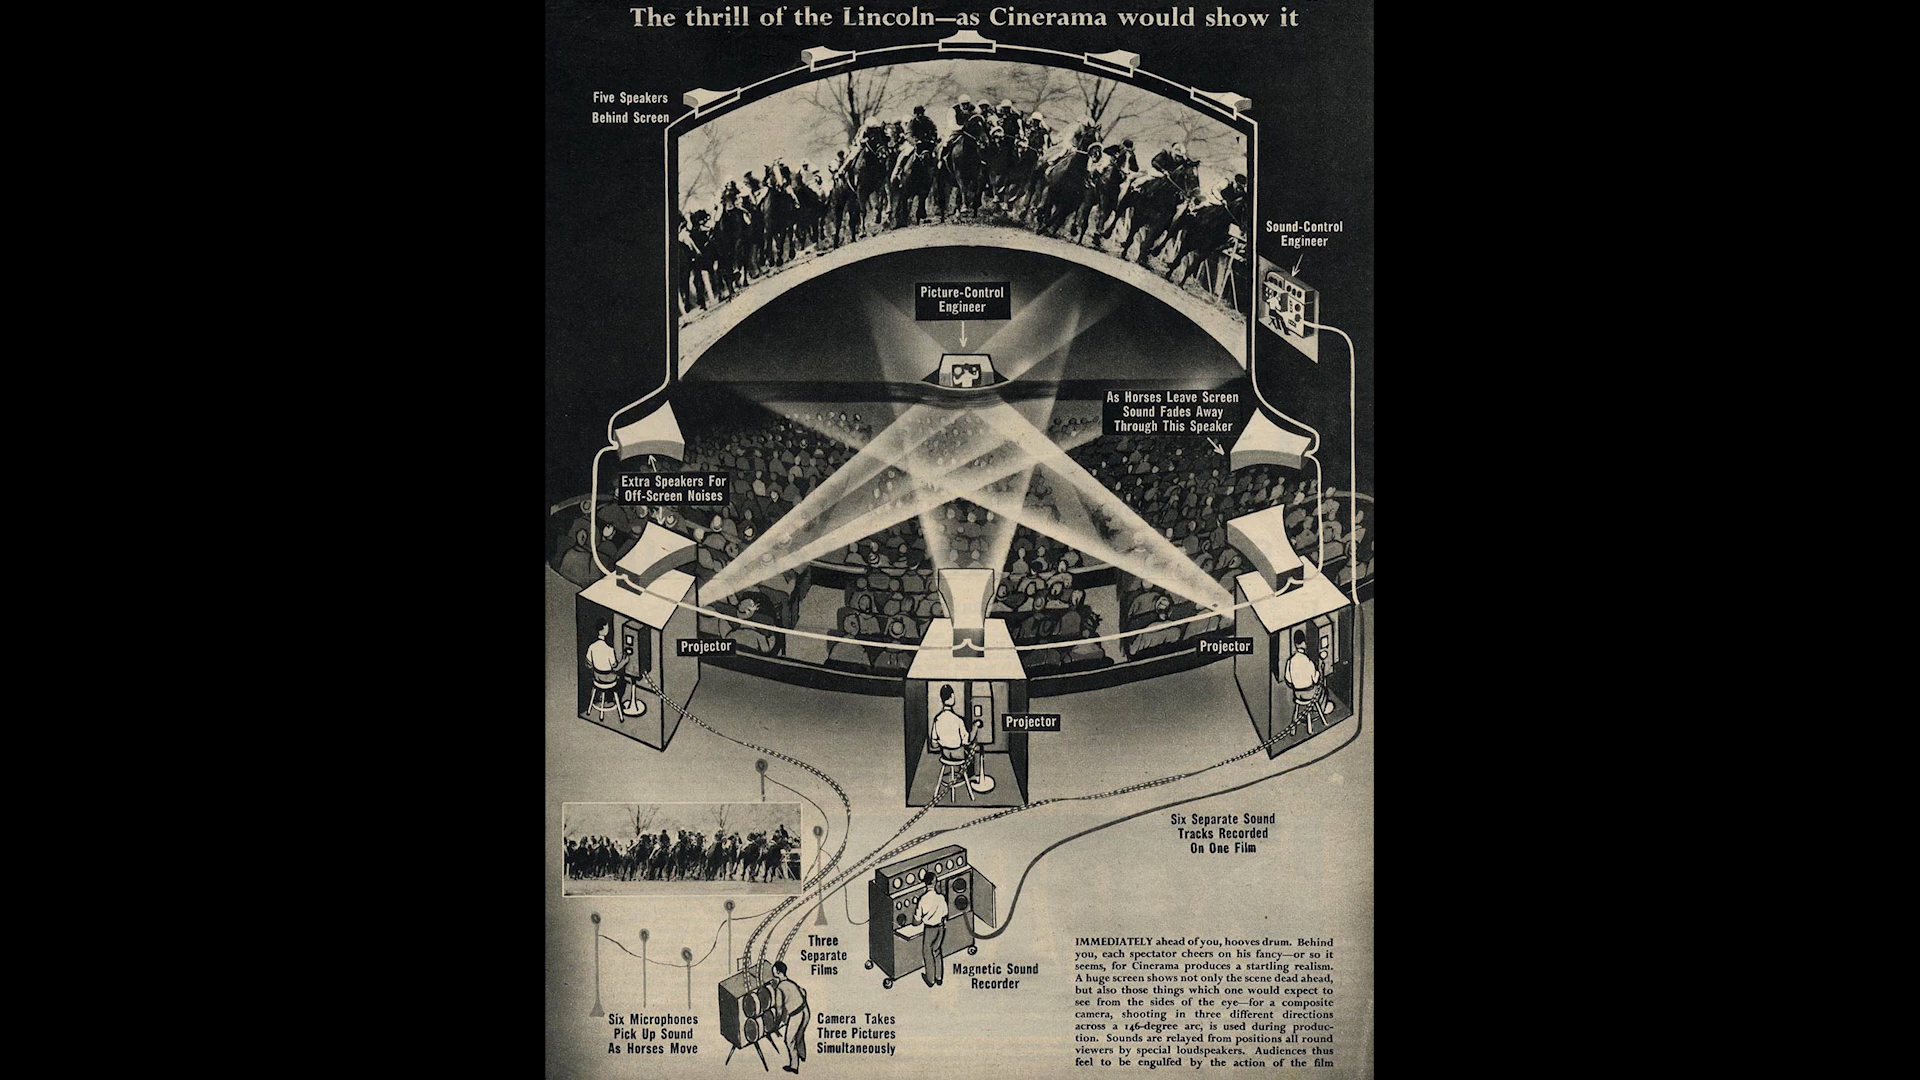 The thrill of the Lincoln—as Cinerama would show it
Five Speakers
Behind Screen
Sound-Control
Engineer
Picture-Control
Engineer
As Horses Leave Screen
Sound Fades Away
Through This Speaker
Extra Speakers For
Off-Screen Noises
Projector
Projector
Projector
Six Separate Sound
Tracks Recorded
On One Film
Three
Separate
Films
Magnetic Sound
Recorder
Six Microphones
Pick Up Sound
As Horses Move
Camera Takes
Three Pictures
Simultaneously
IMMEDIATELY ahead of you, hooves drum. Behind
you, each spectator cheers on his fancy—or so it
seems, for Cinerama produces a startling realism.
A huge screen shows not only the scene dead ahead,
but also those things which one would expect to
see from the sides of the eye—for a composite
camera, shooting in three different directions
across a 146-degree arc, is used during produc-
tion. Sounds are relayed from positions all round
viewers by special loudspeakers. Audiences thus
feel to be engulfed by the action of the film